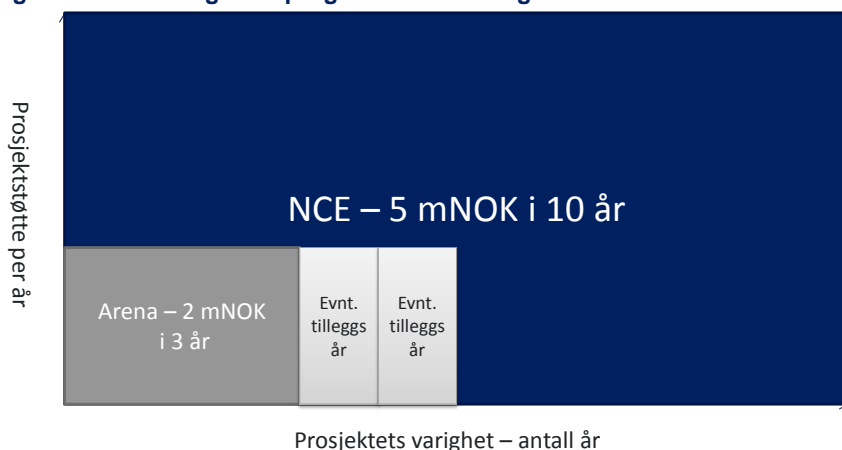 Prosjektstøtte per år
NCE – 5 mNOK i 10 år
Arena – 2 mNOK
i 3 år
Evnt.
tilleggs
år
Evnt.
tilleggs
år
Prosjektets varighet – antall år